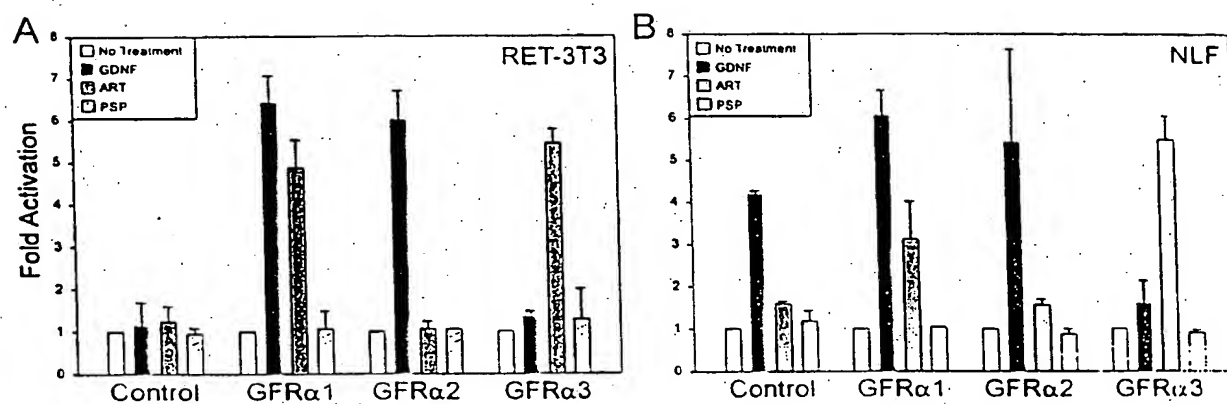 A
8
7
6
5
4
3
2
1
0
Fold Activation
No Treatment
GDNF
ART
PSP
RET-3T3
Control GFRα1 GFRα2 GFRα3
B
8
7
6
5
4
3
2
1
0
No Treatment
GDNF
ART
PSP
NLF
Control GFRα1 GFRα2 GFRα3